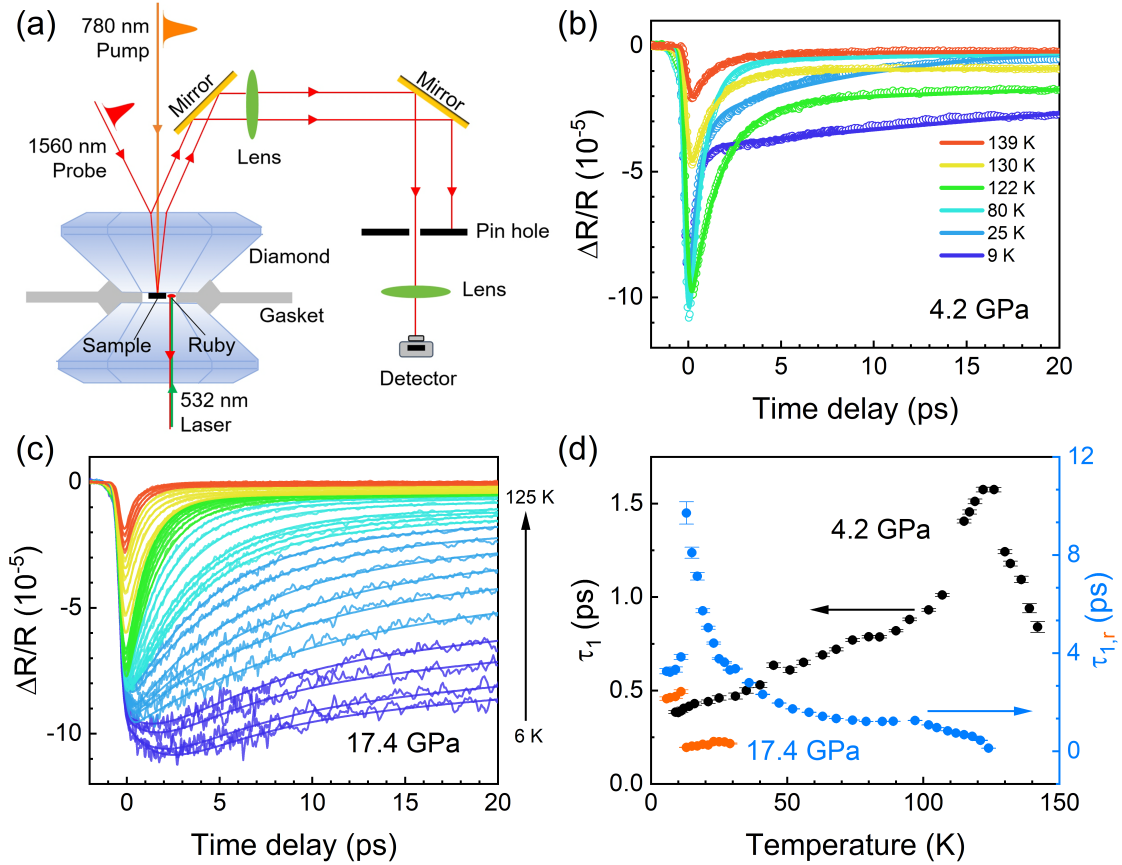 (a)
780 nm
Pump
Mirror
Mirror
1560 nm
Probe
Lens
Pin hole
Diamond
Lens
Gasket
Sample
Ruby
Detector
532 nm
Laser
(b)
0
-5
-10
ΔR/R (10⁻⁵)
139 K
130 K
122 K
80 K
25 K
9 K
4.2 GPa
0 5 10 15 20
Time delay (ps)
(c)
0
-5
-10
ΔR/R (10⁻⁵)
125 K
6 K
17.4 GPa
0 5 10 15 20
Time delay (ps)
(d)
1.5
1.0
0.5
0.0
τ₁ (ps)
4.2 GPa
17.4 GPa
12
8
4
0
τ₁,ᵣ (ps)
0 50 100 150
Temperature (K)